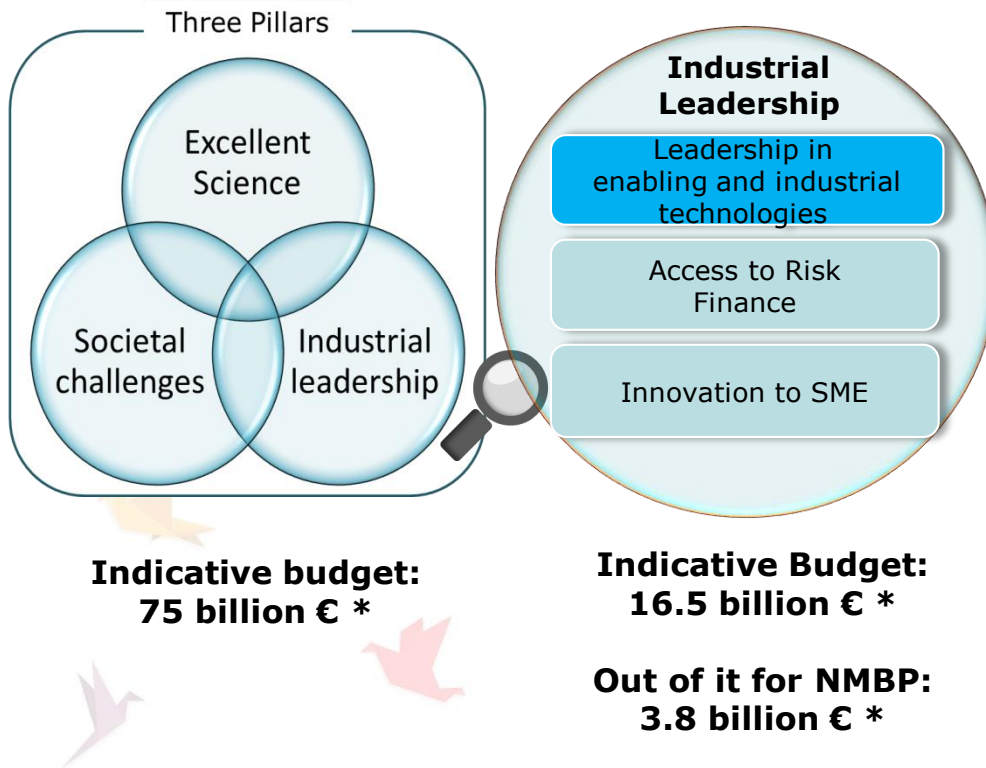 Three Pillars
Excellent
Science
Societal
challenges
Industrial
leadership
Indicative budget:
75 billion € *
Industrial
Leadership
Leadership in
enabling and industrial
technologies
Access to Risk
Finance
Innovation to SME
Indicative Budget:
16.5 billion € *
Out of it for NMBP:
3.8 billion € *